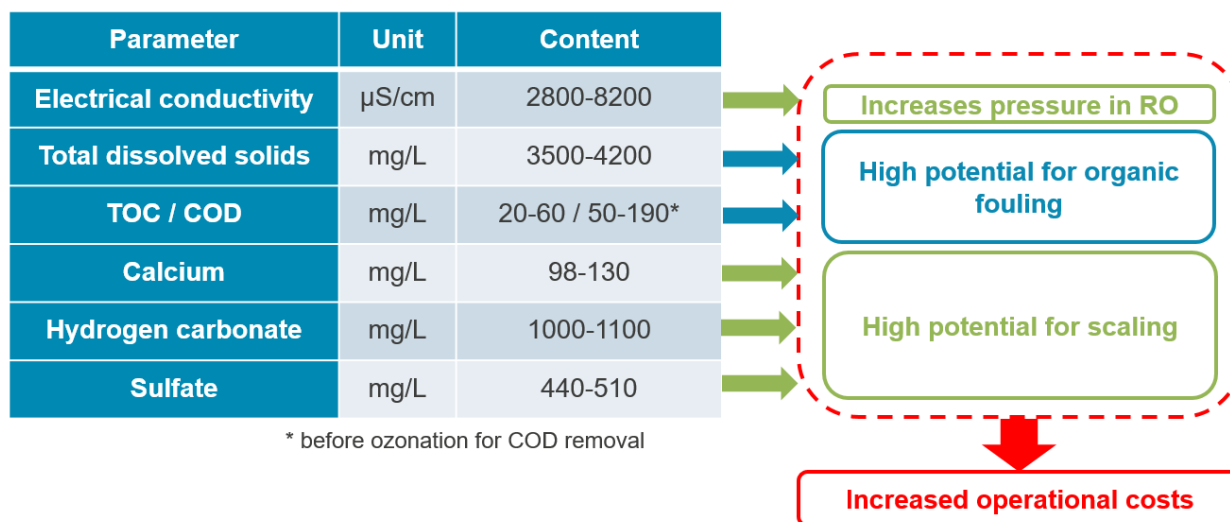 Parameter Unit Content
Electrical conductivity µS/cm 2800-8200
Increases pressure in RO
Total dissolved solids mg/L 3500-4200
High potential for organic
fouling
TOC / COD mg/L 20-60 / 50-190*
Calcium mg/L 98-130
Hydrogen carbonate mg/L 1000-1100
High potential for scaling
Sulfate mg/L 440-510
* before ozonation for COD removal
Increased operational costs